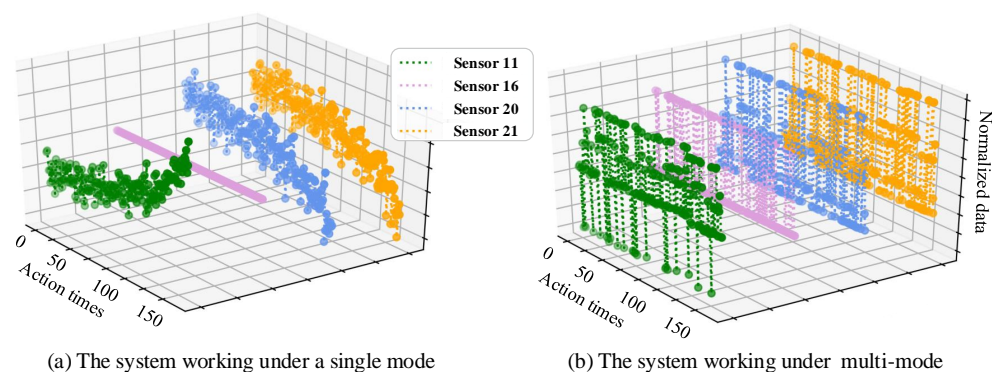 Sensor 11
Sensor 16
Sensor 20
Sensor 21
0
50
100
150
Action times
0
50
100
150
Action times
Normalized data
(a) The system working under a single mode
(b) The system working under multi-mode